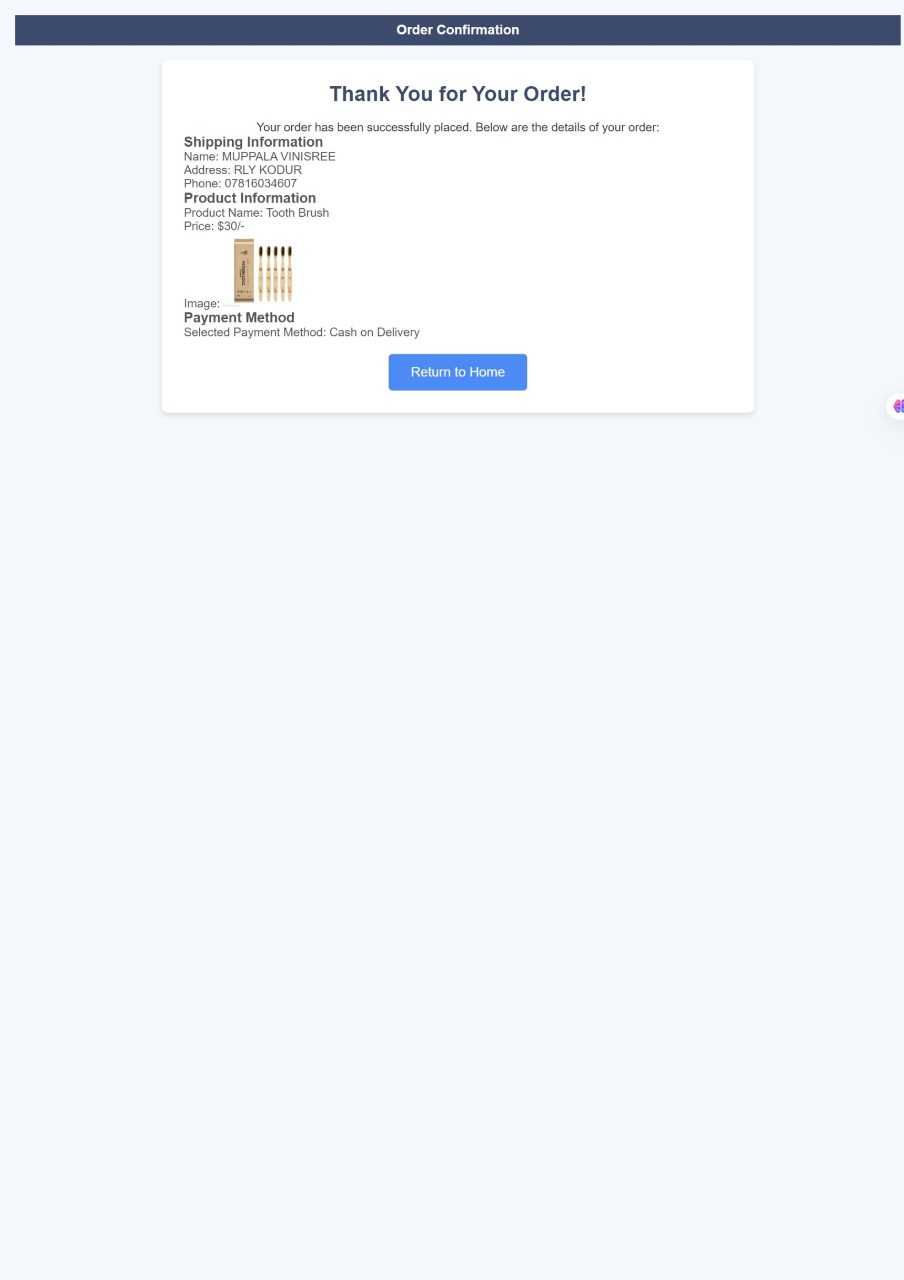 Order Confirmation
Thank You for Your Order!
Your order has been successfully placed. Below are the details of your order:
Shipping Information
Name: MUPPALA VINISREE
Address: RLY KODUR
Phone: 07816034607
Product Information
Product Name: Tooth Brush
Price: $30/-
TOOTHBRUSH
Image:
Payment Method
Selected Payment Method: Cash on Delivery
Return to Home